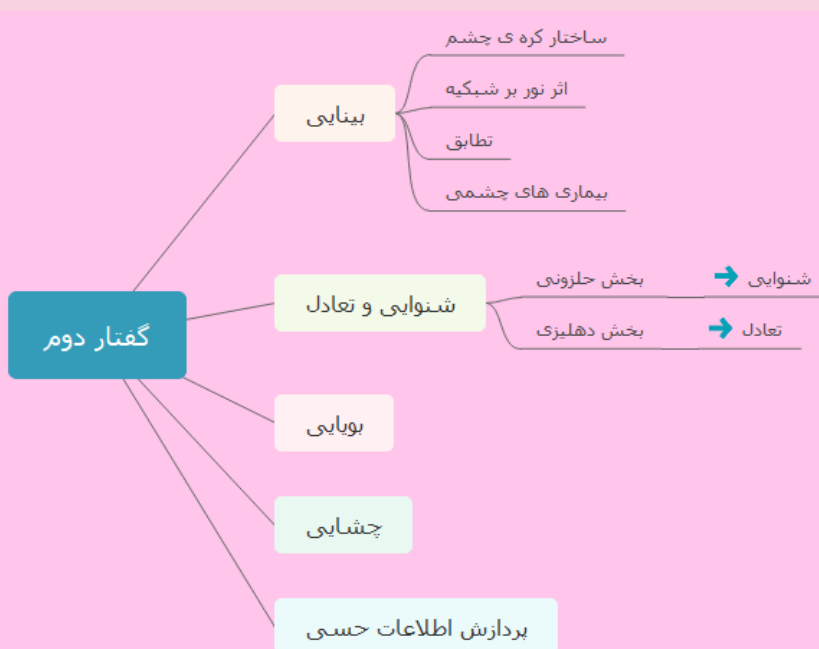 گفتار دوم
بینایی
ساختار کره ی چشم
اثر نور بر شبکیه
تطابق
بیماری های چشمی
شنوایی و تعادل
بخش حلزونی
شنوایی
بخش دهلیزی
تعادل
بویایی
چشایی
پردازش اطلاعات حسی